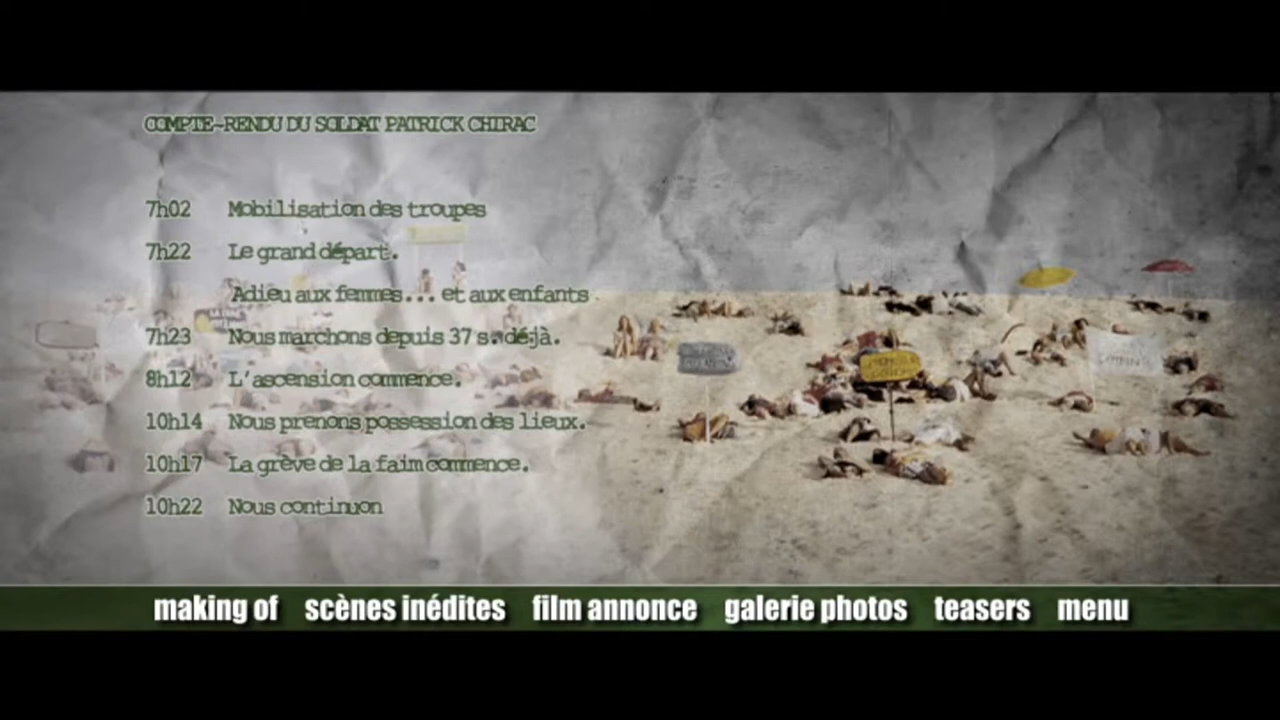 COMPTE-RENDU DU SOLDAT PATRICK CHIRAC
7h02 Mobilisation des troupes
7h22 Le grand départ.
Adieu aux femmes... et aux enfants
7h23 Nous marchons depuis 37 s. déjà.
8h12 L'ascension commence.
10h14 Nous prenons possession des lieux.
10h17 La grève de la faim commence.
10h22 Nous continuon
making of scènes inédites film annonce galerie photos teasers menu